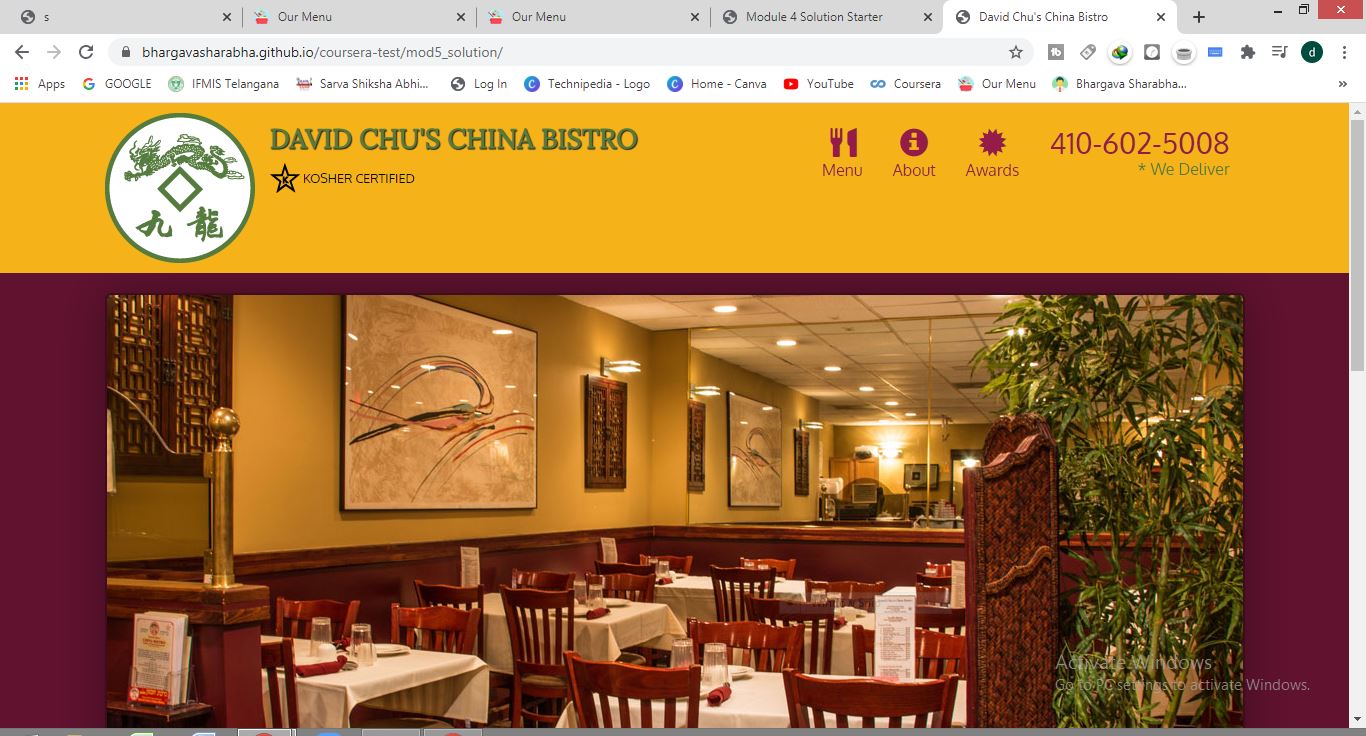 s
Our Menu
Our Menu
Module 4 Solution Starter
David Chu's China Bistro
bhargavasharabha.github.io/coursera-test/mod5_solution/
Apps
GOOGLE
IFMIS Telangana
Sarva Shiksha Abhi...
Log In
Technipedia - Logo
Home - Canva
YouTube
Coursera
Our Menu
Bhargava Sharabha...
九龍
DAVID CHU'S CHINA BISTRO
K KOSHER CERTIFIED
Menu
About
Awards
410-602-5008
* We Deliver
CHINA BISTRO
Activate Windows
Go to PC settings to activate Windows.